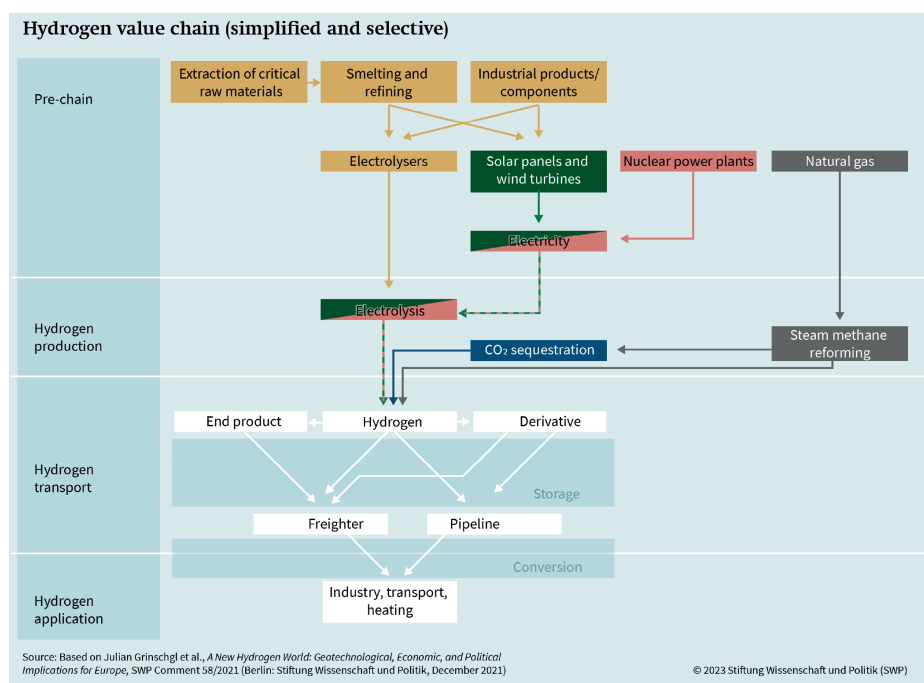 Hydrogen value chain (simplified and selective)
Pre-chain
Extraction of critical
raw materials
Smelting and
refining
Industrial products/
components
Electrolysers
Solar panels and
wind turbines
Nuclear power plants
Natural gas
Electricity
Hydrogen
production
Electrolysis
CO₂ sequestration
Steam methane
reforming
Hydrogen
transport
End product
Hydrogen
Derivative
Storage
Freighter
Pipeline
Conversion
Hydrogen
application
Industry, transport,
heating
Source: Based on Julian Grinschgl et al., A New Hydrogen World: Geotechnological, Economic, and Political
Implications for Europe, SWP Comment 58/2021 (Berlin: Stiftung Wissenschaft und Politik, December 2021)
© 2023 Stiftung Wissenschaft und Politik (SWP)